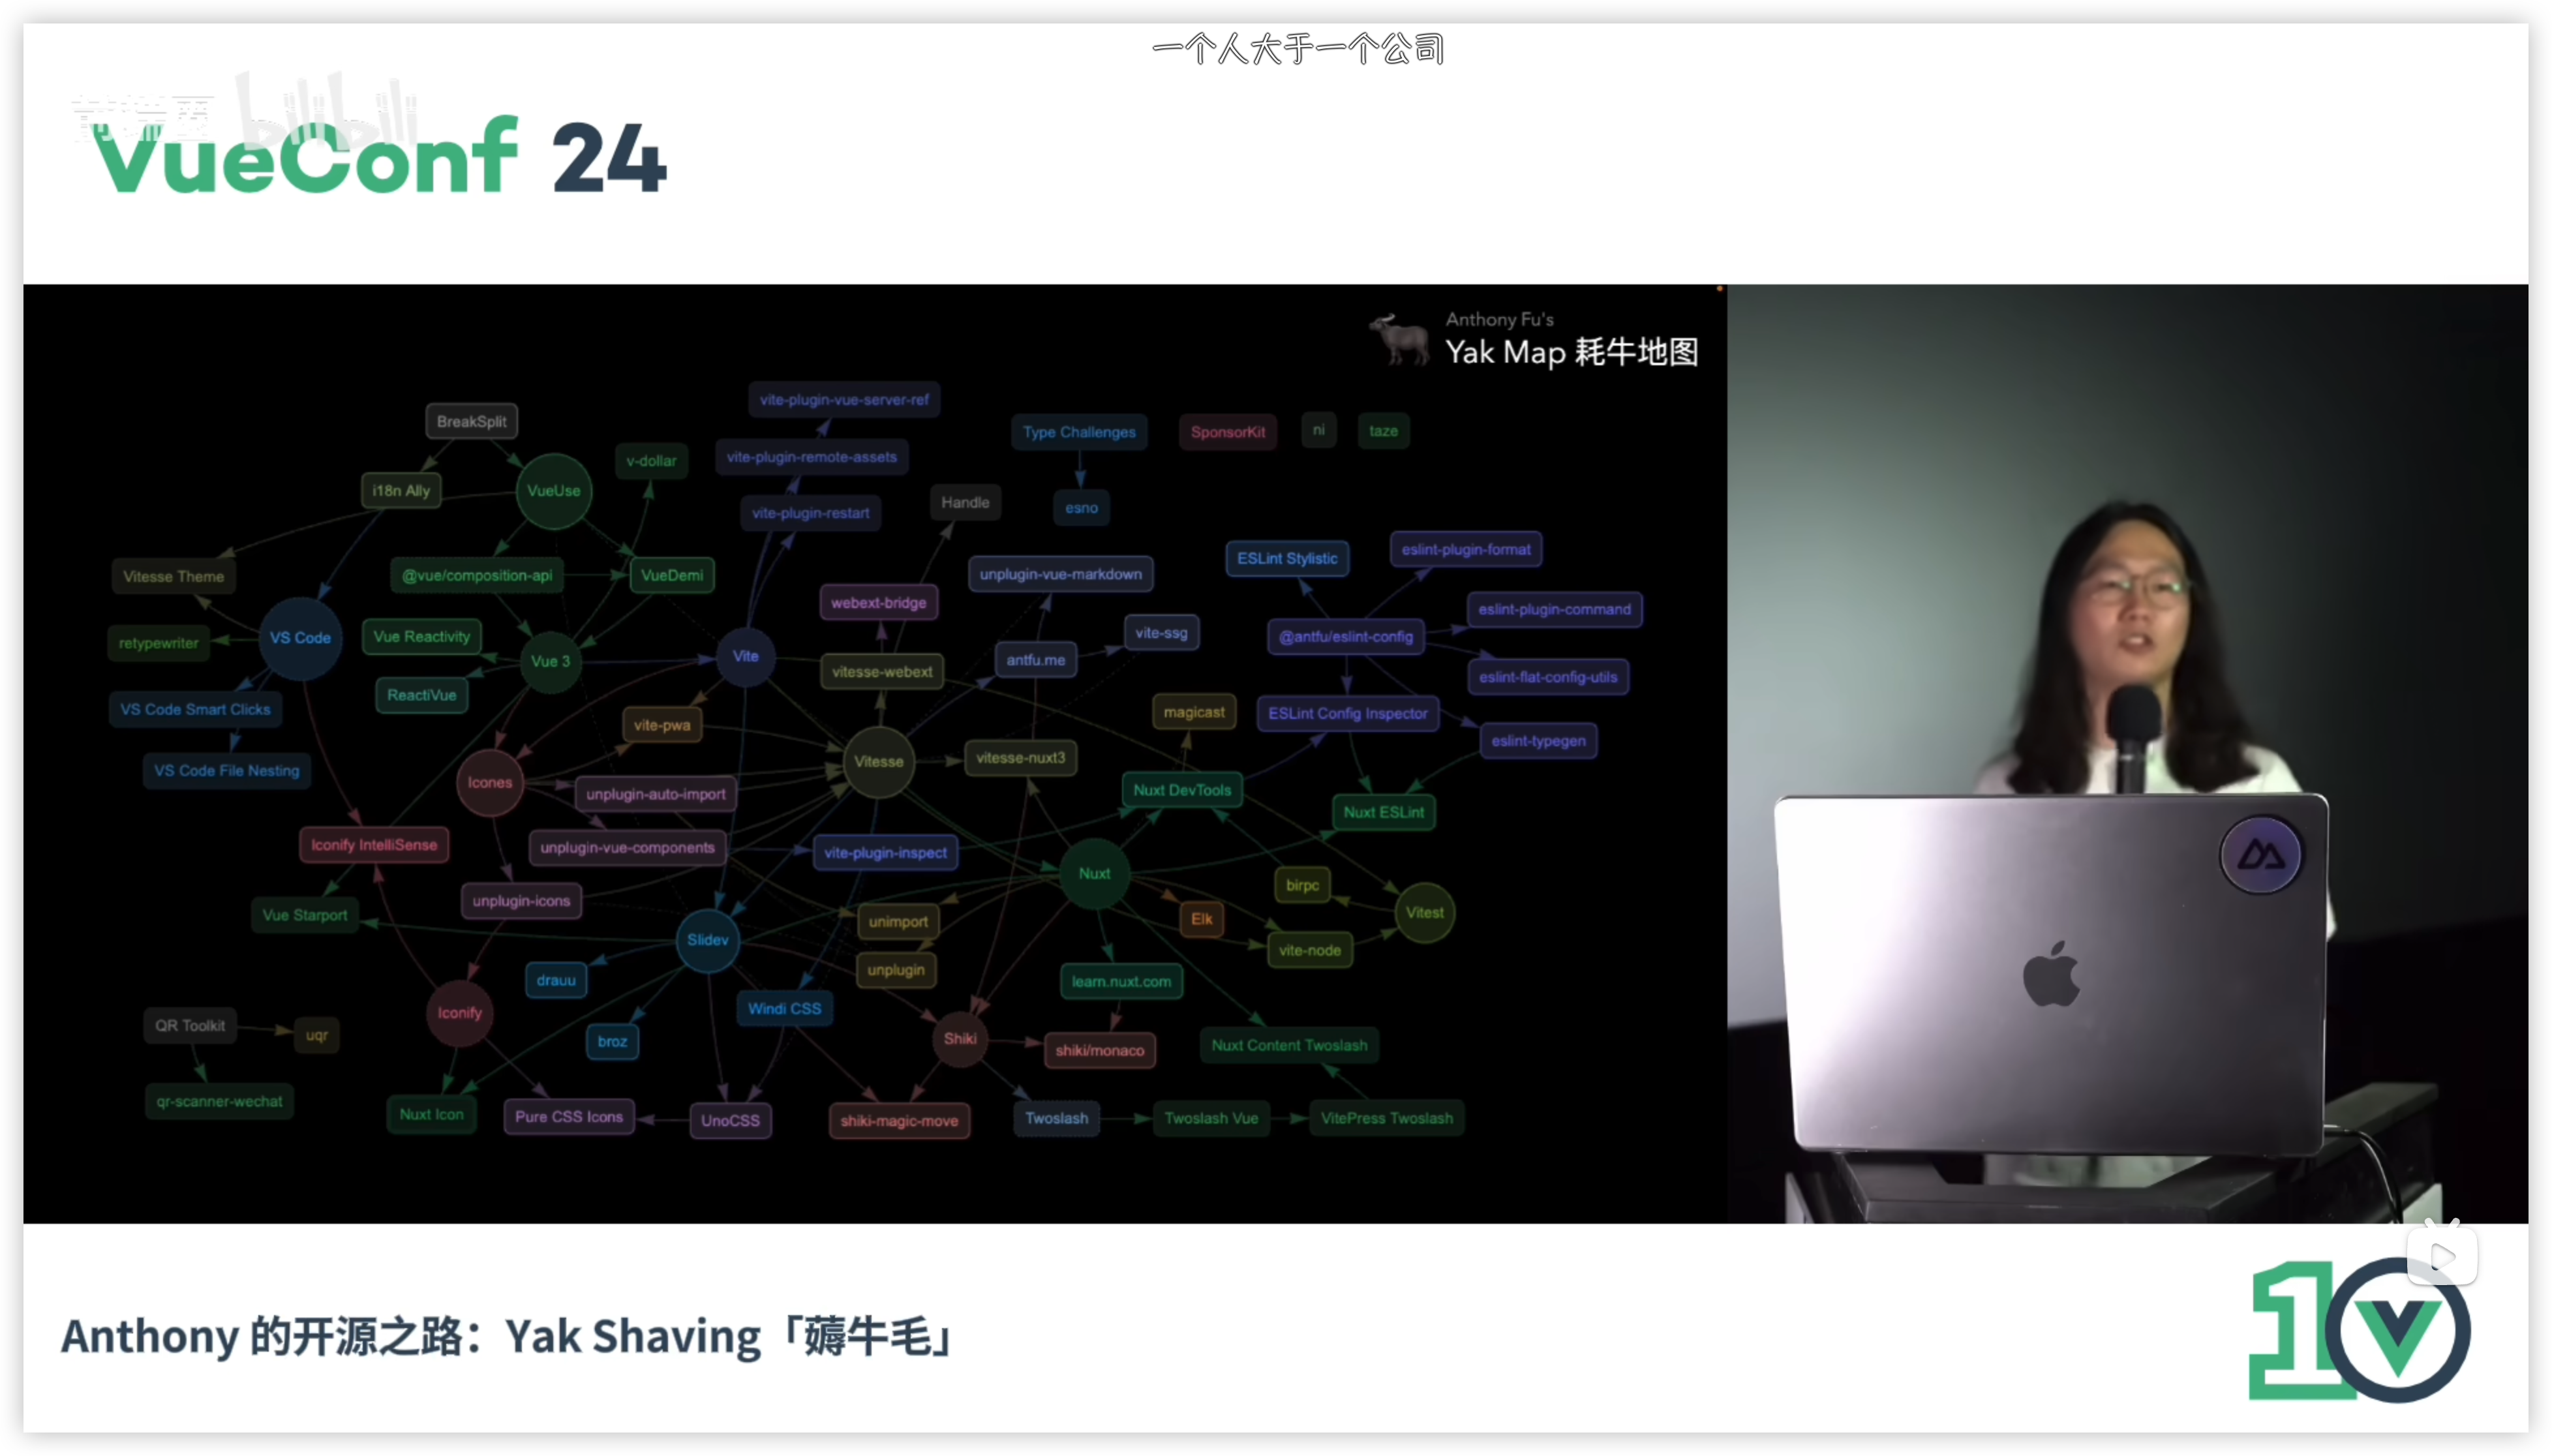 一个人大于一个公司
bilibili
VueConf 24
Anthony Fu's
Yak Map 耗牛地图
vite-plugin-vue-server-ref
BreakSplit
Type Challenges
SponsorKit
ni
taze
v-dollar
vite-plugin-remote-assets
i18n Ally
VueUse
Handle
esno
vite-plugin-restart
ESLint Stylistic
eslint-plugin-format
Vitesse Theme
@vue/composition-api
VueDemi
unplugin-vue-markdown
webext-bridge
eslint-plugin-command
retypewriter
VS Code
Vue Reactivity
Vue 3
Vite
vite-ssg
@antfu/eslint-config
antfu.me
vitesse-webext
eslint-flat-config-utils
ReactiVue
VS Code Smart Clicks
vite-pwa
magicast
ESLint Config Inspector
eslint-typegen
VS Code File Nesting
Icones
Vitesse
vitesse-nuxt3
unplugin-auto-import
Nuxt DevTools
Nuxt ESLint
Iconify IntelliSense
unplugin-vue-components
vite-plugin-inspect
Nuxt
birpc
unplugin-icons
Vue Starport
unimport
Elk
Vitest
Slidev
vite-node
drauu
unplugin
learn.nuxt.com
Windi CSS
QR Toolkit
uqr
Iconify
broz
Shiki
shiki/monaco
Nuxt Content Twoslash
qr-scanner-wechat
Nuxt Icon
Pure CSS Icons
UnoCSS
shiki-magic-move
Twoslash
Twoslash Vue
VitePress Twoslash
Anthony 的开源之路：Yak Shaving「薅牛毛」
10